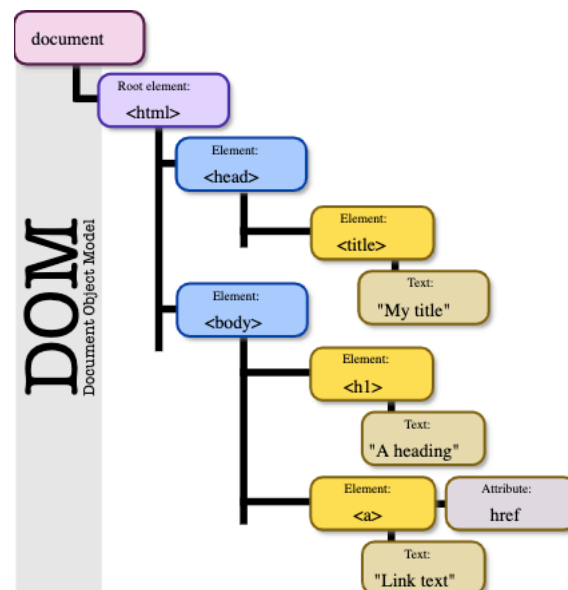 document
Root element:
<html>
Element:
<head>
Element:
<title>
Text:
"My title"
Element:
<body>
Element:
<h1>
Text:
"A heading"
Element:
<a>
Attribute:
href
Text:
"Link text"
DOM
Document Object Model